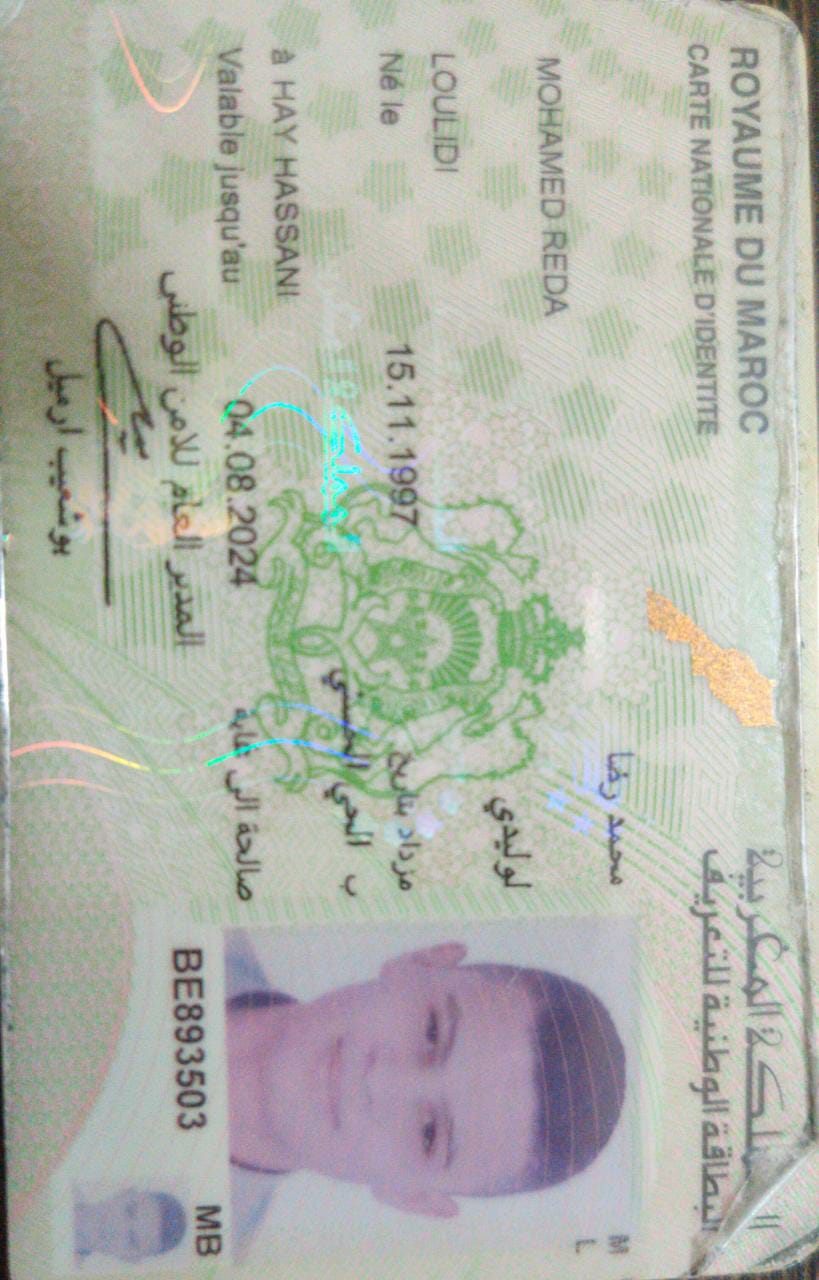 ROYAUME DU MAROC
المملكة المغربية
CARTE NATIONALE D'IDENTITE
البطاقة الوطنية للتعريف
محمد رضا
M
L
MOHAMED REDA
لوليدي
LOULIDI
Né le 15.11.1997 مزداد بتاريخ
ب الحي الحسني
à HAY HASSANI
Valable jusqu'au 04.08.2024 صالحة الى غاية
MB
BE893503
المدير العام للامن الوطني
بوشعيب ارميل